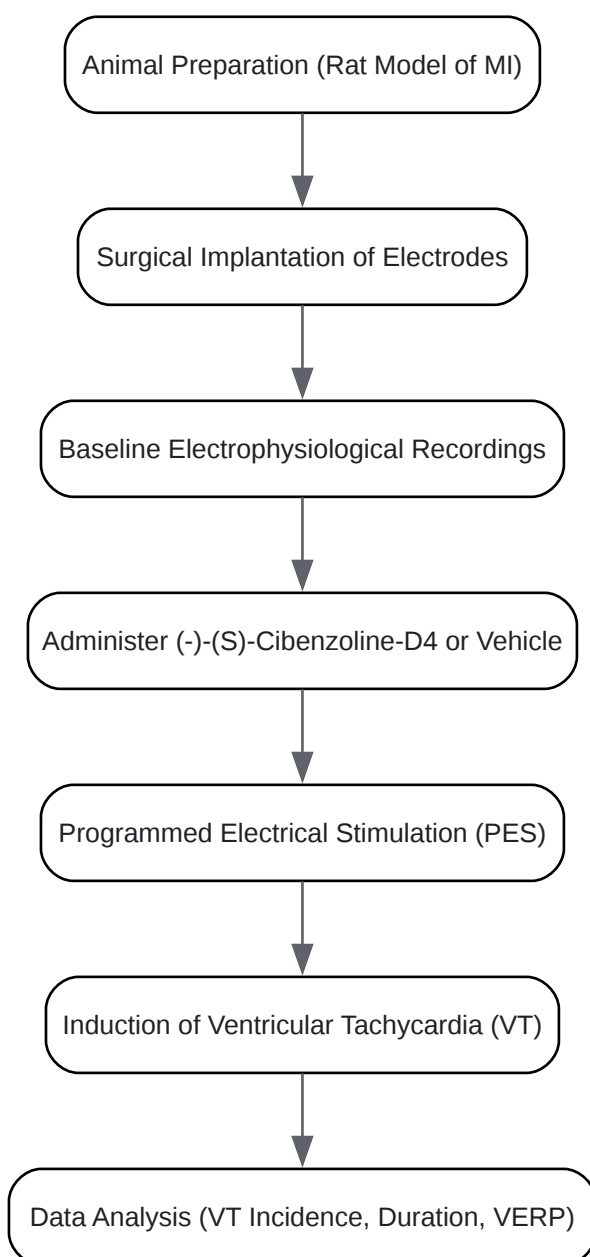 Animal Preparation (Rat Model of MI)
Surgical Implantation of Electrodes
Baseline Electrophysiological Recordings
Administer (-)-(S)-Cibenzoline-D4 or Vehicle
Programmed Electrical Stimulation (PES)
Induction of Ventricular Tachycardia (VT)
Data Analysis (VT Incidence, Duration, VERP)